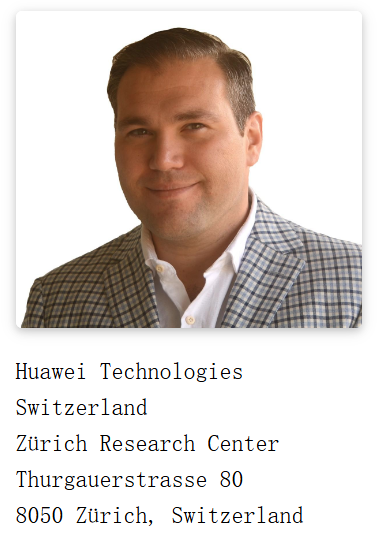 Huawei Technologies
Switzerland
Zürich Research Center
Thurgauerstrasse 80
8050 Zürich, Switzerland